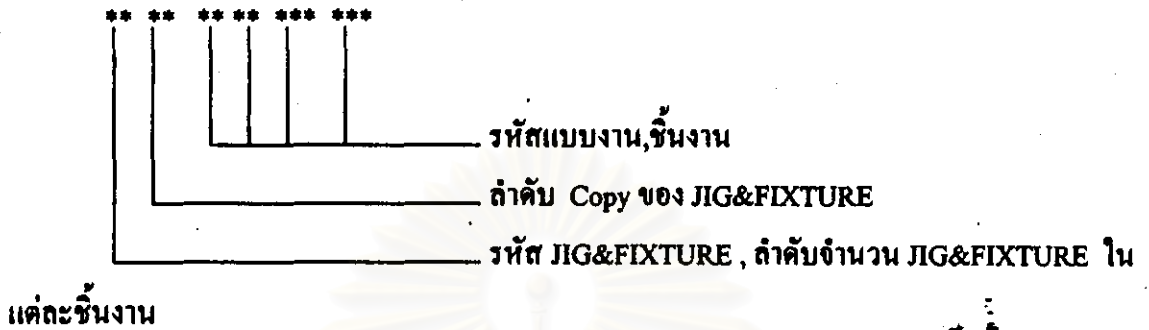 ** ** ** ** *** ***
รหัสแบบงาน,ชิ้นงาน
ลำดับ Copy ของ JIG&FIXTURE
รหัส JIG&FIXTURE , ลำดับจำนวน JIG&FIXTURE ใน
แต่ละชิ้นงาน